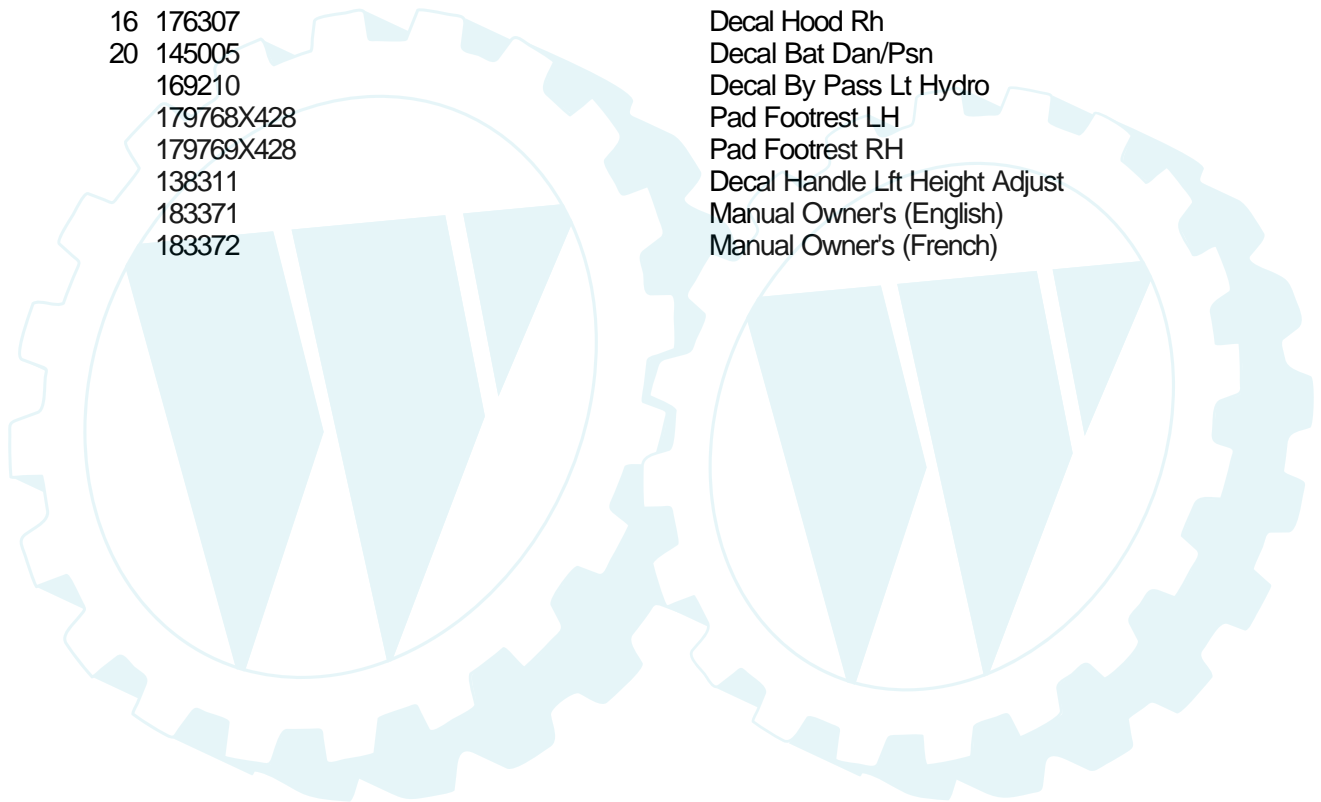 16 176307 Decal Hood Rh
20 145005 Decal Bat Dan/Psn
169210 Decal By Pass Lt Hydro
179768X428 Pad Footrest LH
179769X428 Pad Footrest RH
138311 Decal Handle Lft Height Adjust
183371 Manual Owner's (English)
183372 Manual Owner's (French)